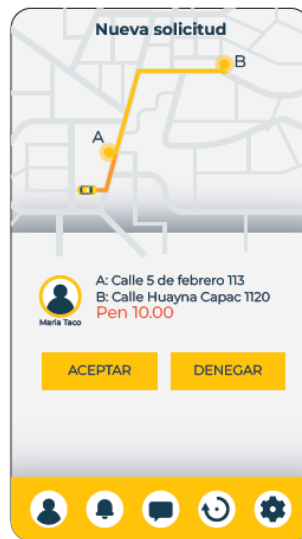 Nueva solicitud
B
A
A: Calle 5 de febrero 113
B: Calle Huayna Capac 1120
Pen 10.00
Maria Taco
ACEPTAR
DENEGAR